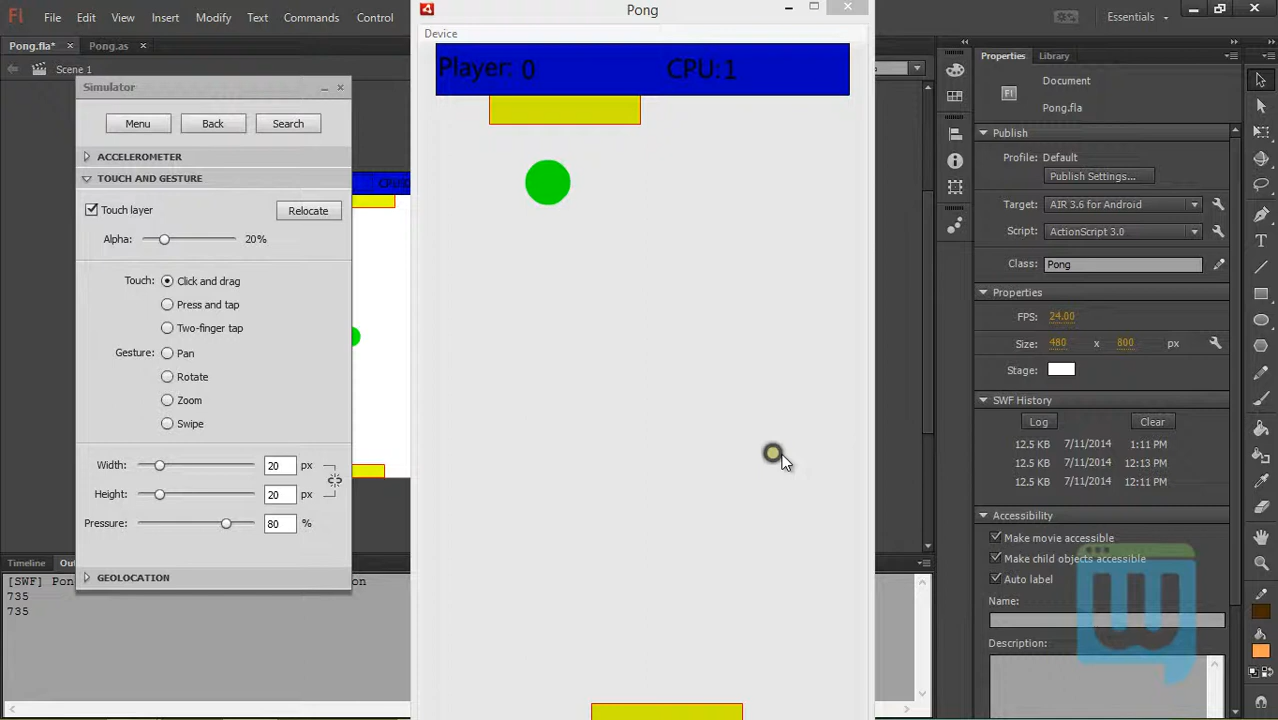 Fl File Edit View Insert Modify Text Commands Control
Pong
Essentials
Device
Pong.fla* × Pong.as ×
Scene 1
Simulator
Menu Back Search
ACCELEROMETER
TOUCH AND GESTURE
Touch layer
Relocate
Alpha: 20%
Touch: Click and drag
Press and tap
Two-finger tap
Gesture: Pan
Rotate
Zoom
Swipe
Width: 20 px
Height: 20 px
Pressure: 80 %
GEOLOCATION
Timeline
[SWF]
735
735
Player: 0 CPU:1
Properties Library
Fl Document
Pong.fla
Publish
Profile: Default
Publish Settings...
Target: AIR 3.6 for Android
Script: ActionScript 3.0
Class: Pong
Properties
FPS: 24.00
Size: 480 x 800 px
Stage:
SWF History
Log Clear
12.5 KB 7/11/2014 1:11 PM
12.5 KB 7/11/2014 12:13 PM
12.5 KB 7/11/2014 12:11 PM
Accessibility
Make movie accessible
Make child objects accessible
Auto label
Name:
Description: